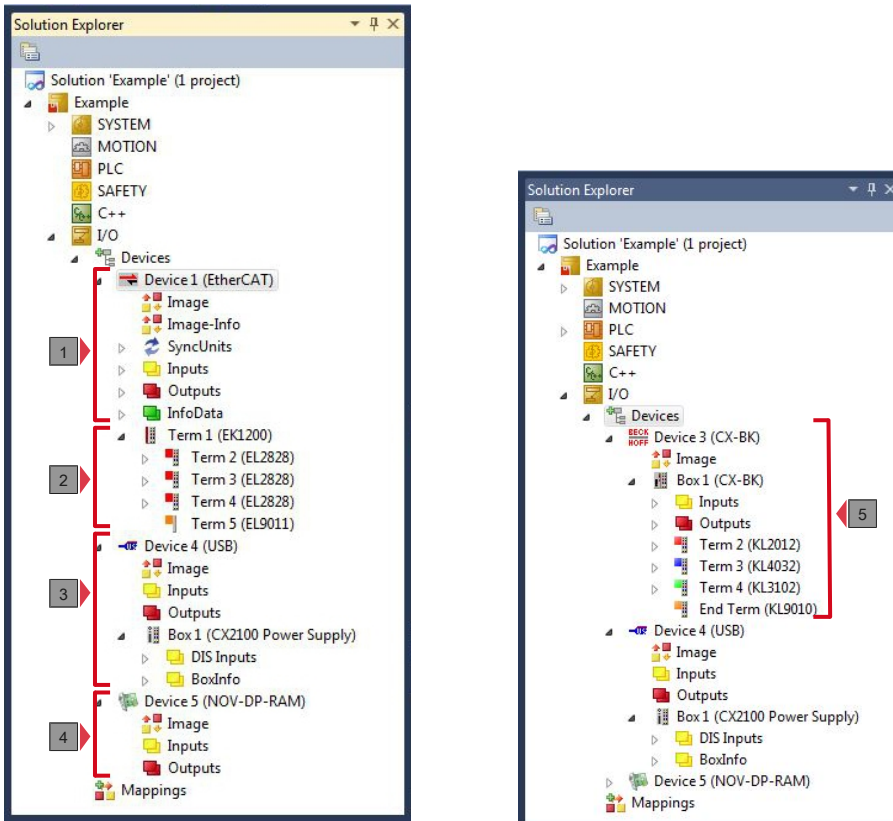 Solution Explorer
Solution 'Example' (1 project)
Example
SYSTEM
MOTION
PLC
SAFETY
C++
I/O
Devices
Device 1 (EtherCAT)
Image
Image-Info
1
SyncUnits
Inputs
Outputs
InfoData
Term 1 (EK1200)
Term 2 (EL2828)
2
Term 3 (EL2828)
Term 4 (EL2828)
Term 5 (EL9011)
Device 4 (USB)
Image
3
Inputs
Outputs
Box 1 (CX2100 Power Supply)
DIS Inputs
BoxInfo
Device 5 (NOV-DP-RAM)
Image
4
Inputs
Outputs
Mappings
Solution Explorer
Solution 'Example' (1 project)
Example
SYSTEM
MOTION
PLC
SAFETY
C++
I/O
Devices
BECK
HOFF
Device 3 (CX-BK)
Image
Box 1 (CX-BK)
Inputs
5
Outputs
Term 2 (KL2012)
Term 3 (KL4032)
Term 4 (KL3102)
End Term (KL9010)
Device 4 (USB)
Image
Inputs
Outputs
Box 1 (CX2100 Power Supply)
DIS Inputs
BoxInfo
Device 5 (NOV-DP-RAM)
Mappings